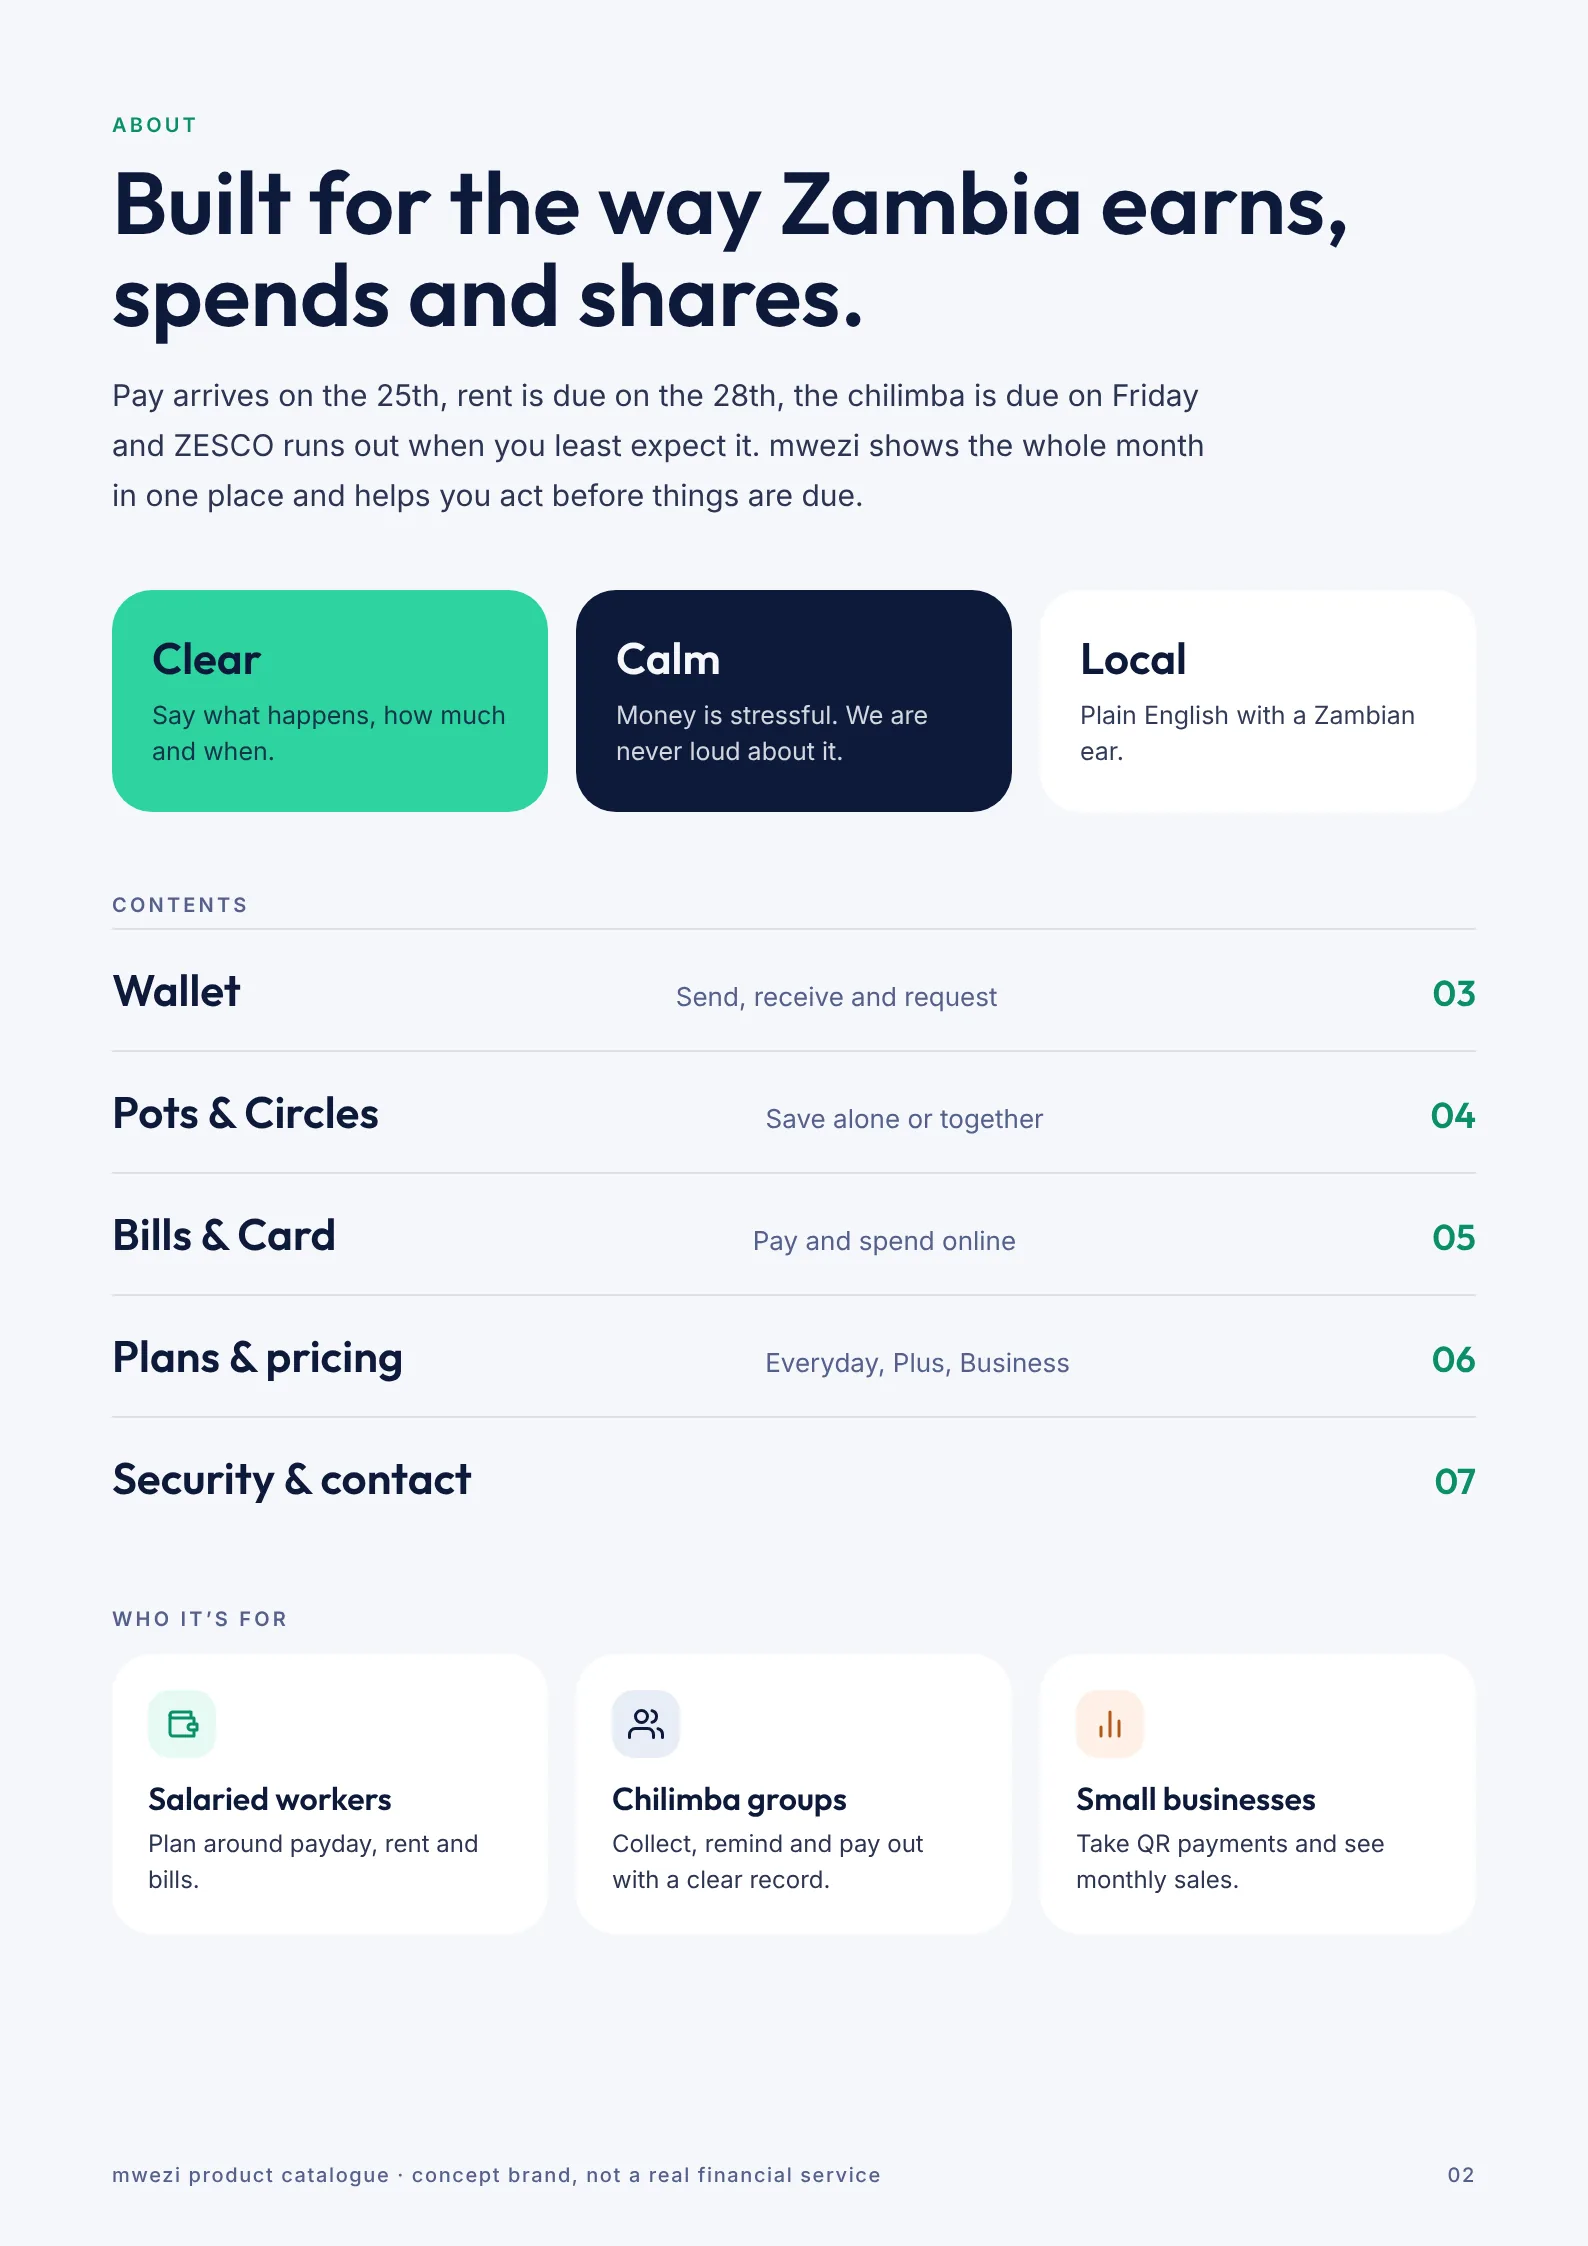 ABOUT
Built for the way Zambia earns,
spends and shares.
Pay arrives on the 25th, rent is due on the 28th, the chilimba is due on Friday
and ZESCO runs out when you least expect it. mwezi shows the whole month
in one place and helps you act before things are due.
Clear
Say what happens, how much
and when.
Calm
Money is stressful. We are
never loud about it.
Local
Plain English with a Zambian
ear.
CONTENTS
Wallet Send, receive and request 03
Pots & Circles Save alone or together 04
Bills & Card Pay and spend online 05
Plans & pricing Everyday, Plus, Business 06
Security & contact 07
WHO IT’S FOR
Salaried workers
Plan around payday, rent and
bills.
Chilimba groups
Collect, remind and pay out
with a clear record.
Small businesses
Take QR payments and see
monthly sales.
mwezi product catalogue · concept brand, not a real financial service 02